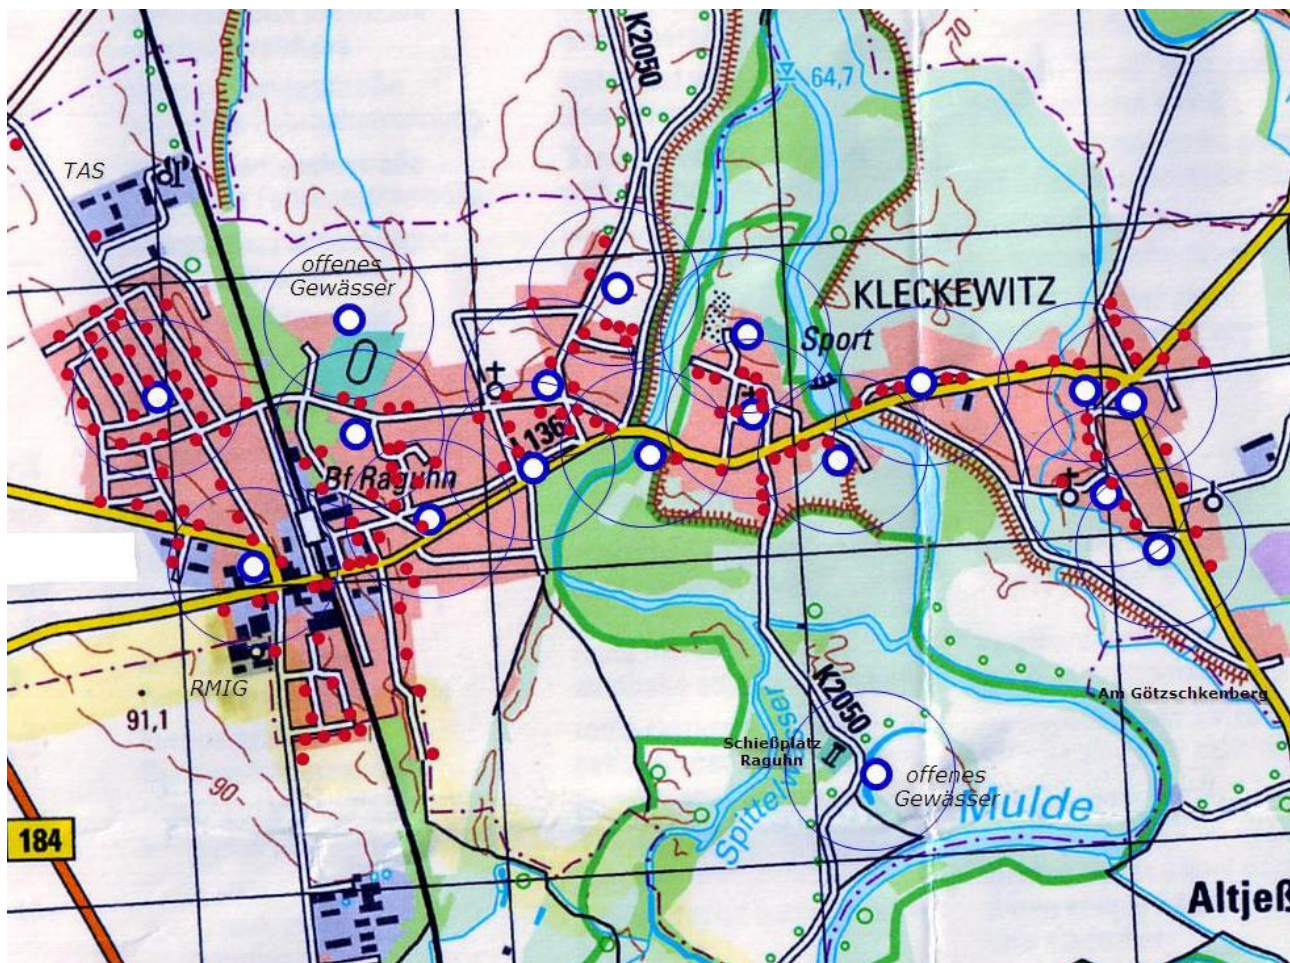 K2050
70
64,7
TAS
offenes
Gewässer
KLECKEWITZ
Sport
L136
Bf Raguhn
RMIG
91,1
K2050
Am Götzschkenberg
Schießplatz
Raguhn
offenes
Gewässer
-90-
Spittelwasser
Mulde
184
Altjeß